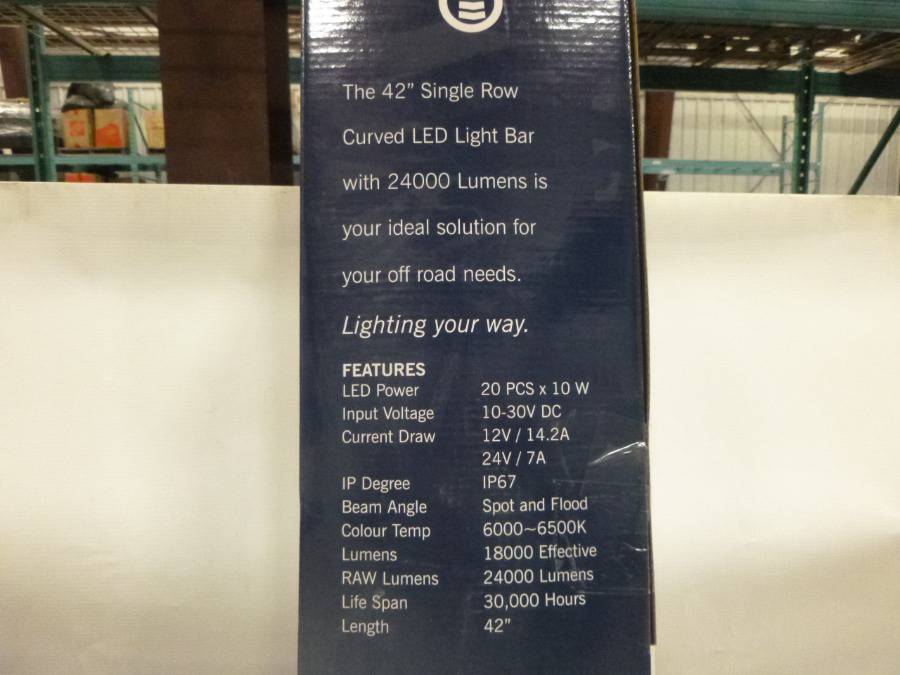 The 42" Single Row
Curved LED Light Bar
with 24000 Lumens is
your ideal solution for
your off road needs.
Lighting your way.
FEATURES
LED Power 20 PCS x 10 W
Input Voltage 10-30V DC
Current Draw 12V / 14.2A
24V / 7A
IP Degree IP67
Beam Angle Spot and Flood
Colour Temp 6000~6500K
Lumens 18000 Effective
RAW Lumens 24000 Lumens
Life Span 30,000 Hours
Length 42"